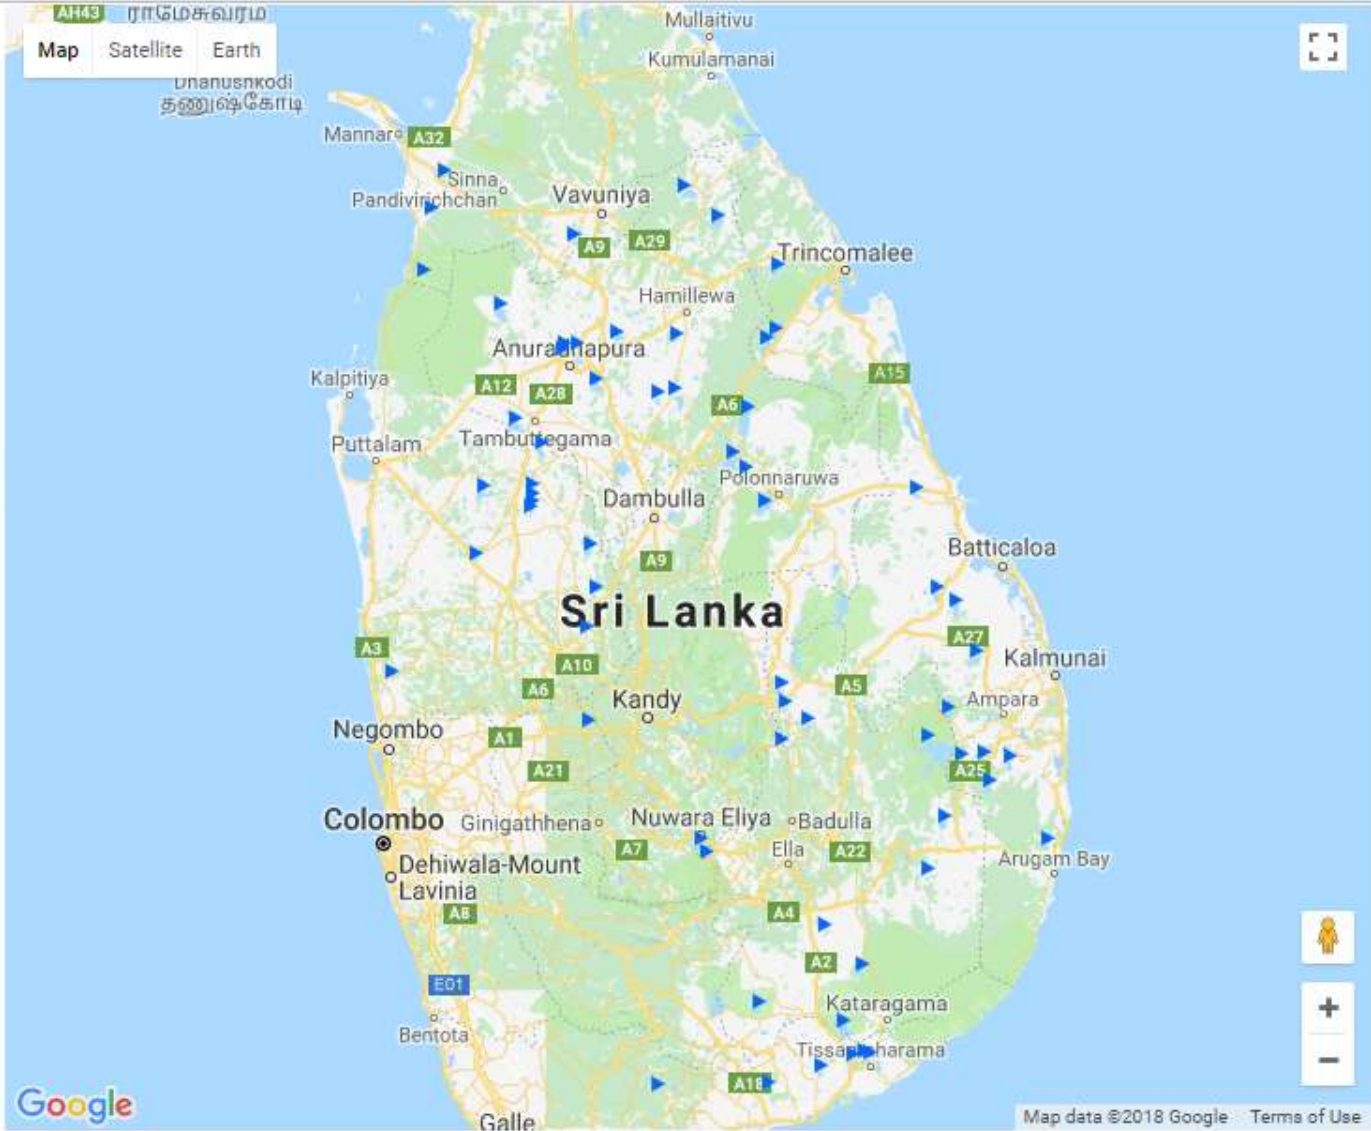 AH43
ராமேசுவரம்
Map
Satellite
Earth
Dhanushkodi
தனுஷ்கோடி
Mullaitivu
Kumulamanai
Mannar
A32
Sinna
Pandivirichchan
Vavuniya
A9
A29
Trincomalee
Hamillewa
Anuradhapura
Kalpitiya
A12
A28
A15
A6
Puttalam
Tambuttegama
Polonnaruwa
Dambulla
A9
Batticaloa
Sri Lanka
A3
A27
A10
Kalmunai
A6
A5
Kandy
Ampara
Negombo
A1
A21
A25
Colombo
Ginigathhena
Nuwara Eliya
Badulla
A7
Ella
A22
Arugam Bay
Dehiwala-Mount
Lavinia
A8
A4
A2
E01
Kataragama
Bentota
Tissamaharama
A18
Galle
Google
Map data ©2018 Google
Terms of Use